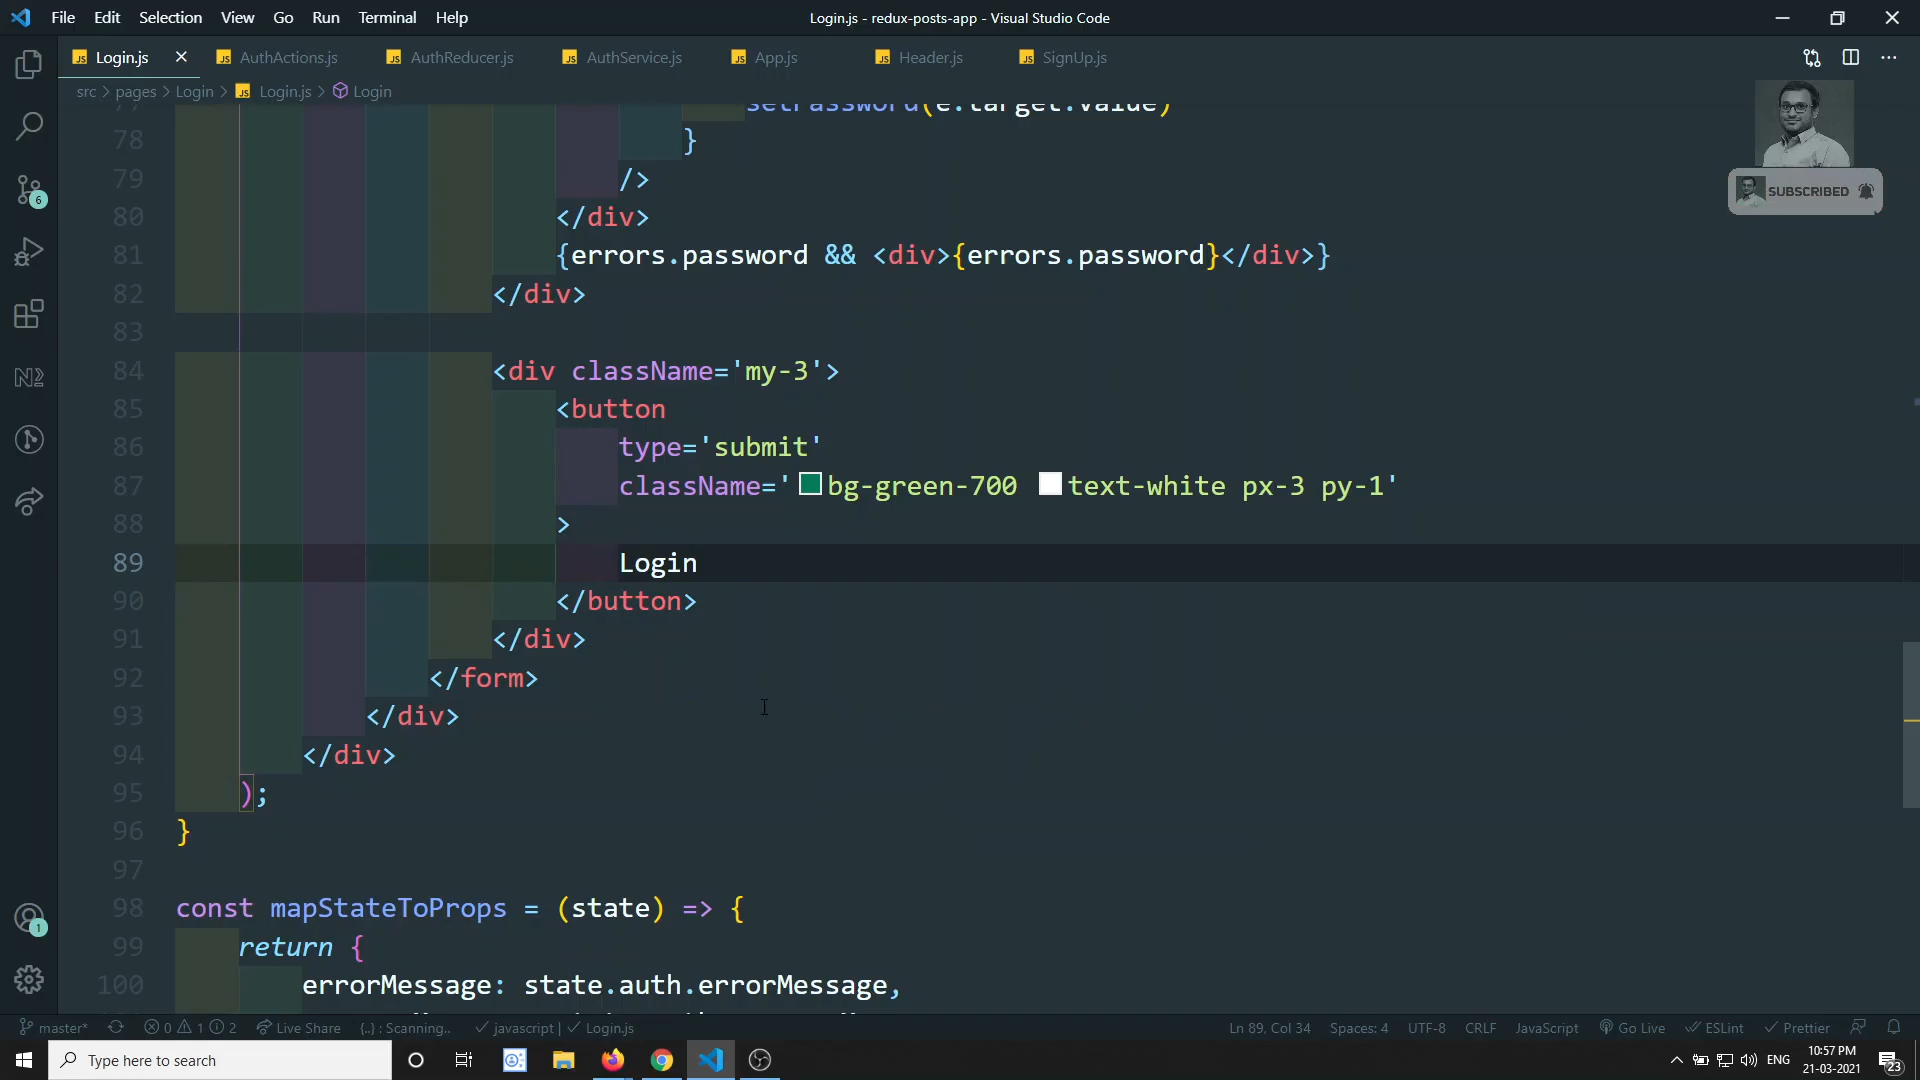 File Edit Selection View Go Run Terminal Help
Login.js - redux-posts-app - Visual Studio Code
JS Login.js
JS AuthActions.js
JS AuthReducer.js
JS AuthService.js
JS App.js
JS Header.js
JS SignUp.js
src > pages > Login > JS Login.js > Login
77 setPassword(e.target.value)
78 }
79 />
80 </div>
81 {errors.password && <div>{errors.password}</div>}
82 </div>
83
84 <div className='my-3'>
85 <button
86 type='submit'
87 className='bg-green-700 text-white px-3 py-1'
88 >
89 Login
90 </button>
91 </div>
92 </form>
93 </div>
94 </div>
95 );
96 }
97
98 const mapStateToProps = (state) => {
99 return {
100 errorMessage: state.auth.errorMessage,
SUBSCRIBED
6
1
master* 0 1 2 Live Share {..} : Scanning.. javascript | Login.js
Ln 89, Col 34 Spaces: 4 UTF-8 CRLF JavaScript Go Live ESLint Prettier
Type here to search
ENG
10:57 PM
21-03-2021
23